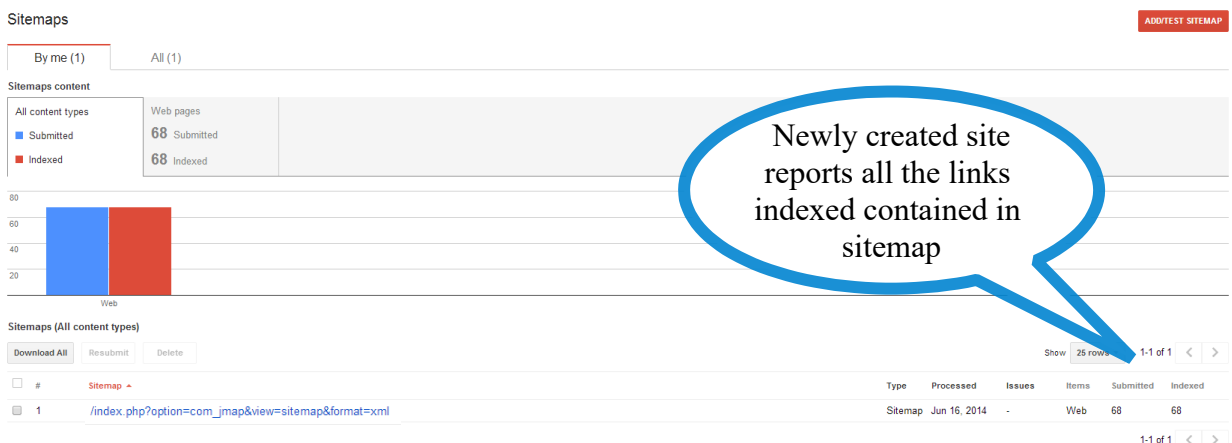 Sitemaps
ADD/TEST SITEMAP
By me (1) All (1)
Sitemaps content
All content types
Submitted
Indexed
Web pages
68 Submitted
68 Indexed
Newly created site
reports all the links
indexed contained in
sitemap
80
60
40
20
Web
Sitemaps (All content types)
Download All Resubmit Delete Show 25 rows 1-1 of 1
# Sitemap Type Processed Issues Items Submitted Indexed
1 /index.php?option=com_jmap&view=sitemap&format=xml Sitemap Jun 16, 2014 - Web 68 68
1-1 of 1